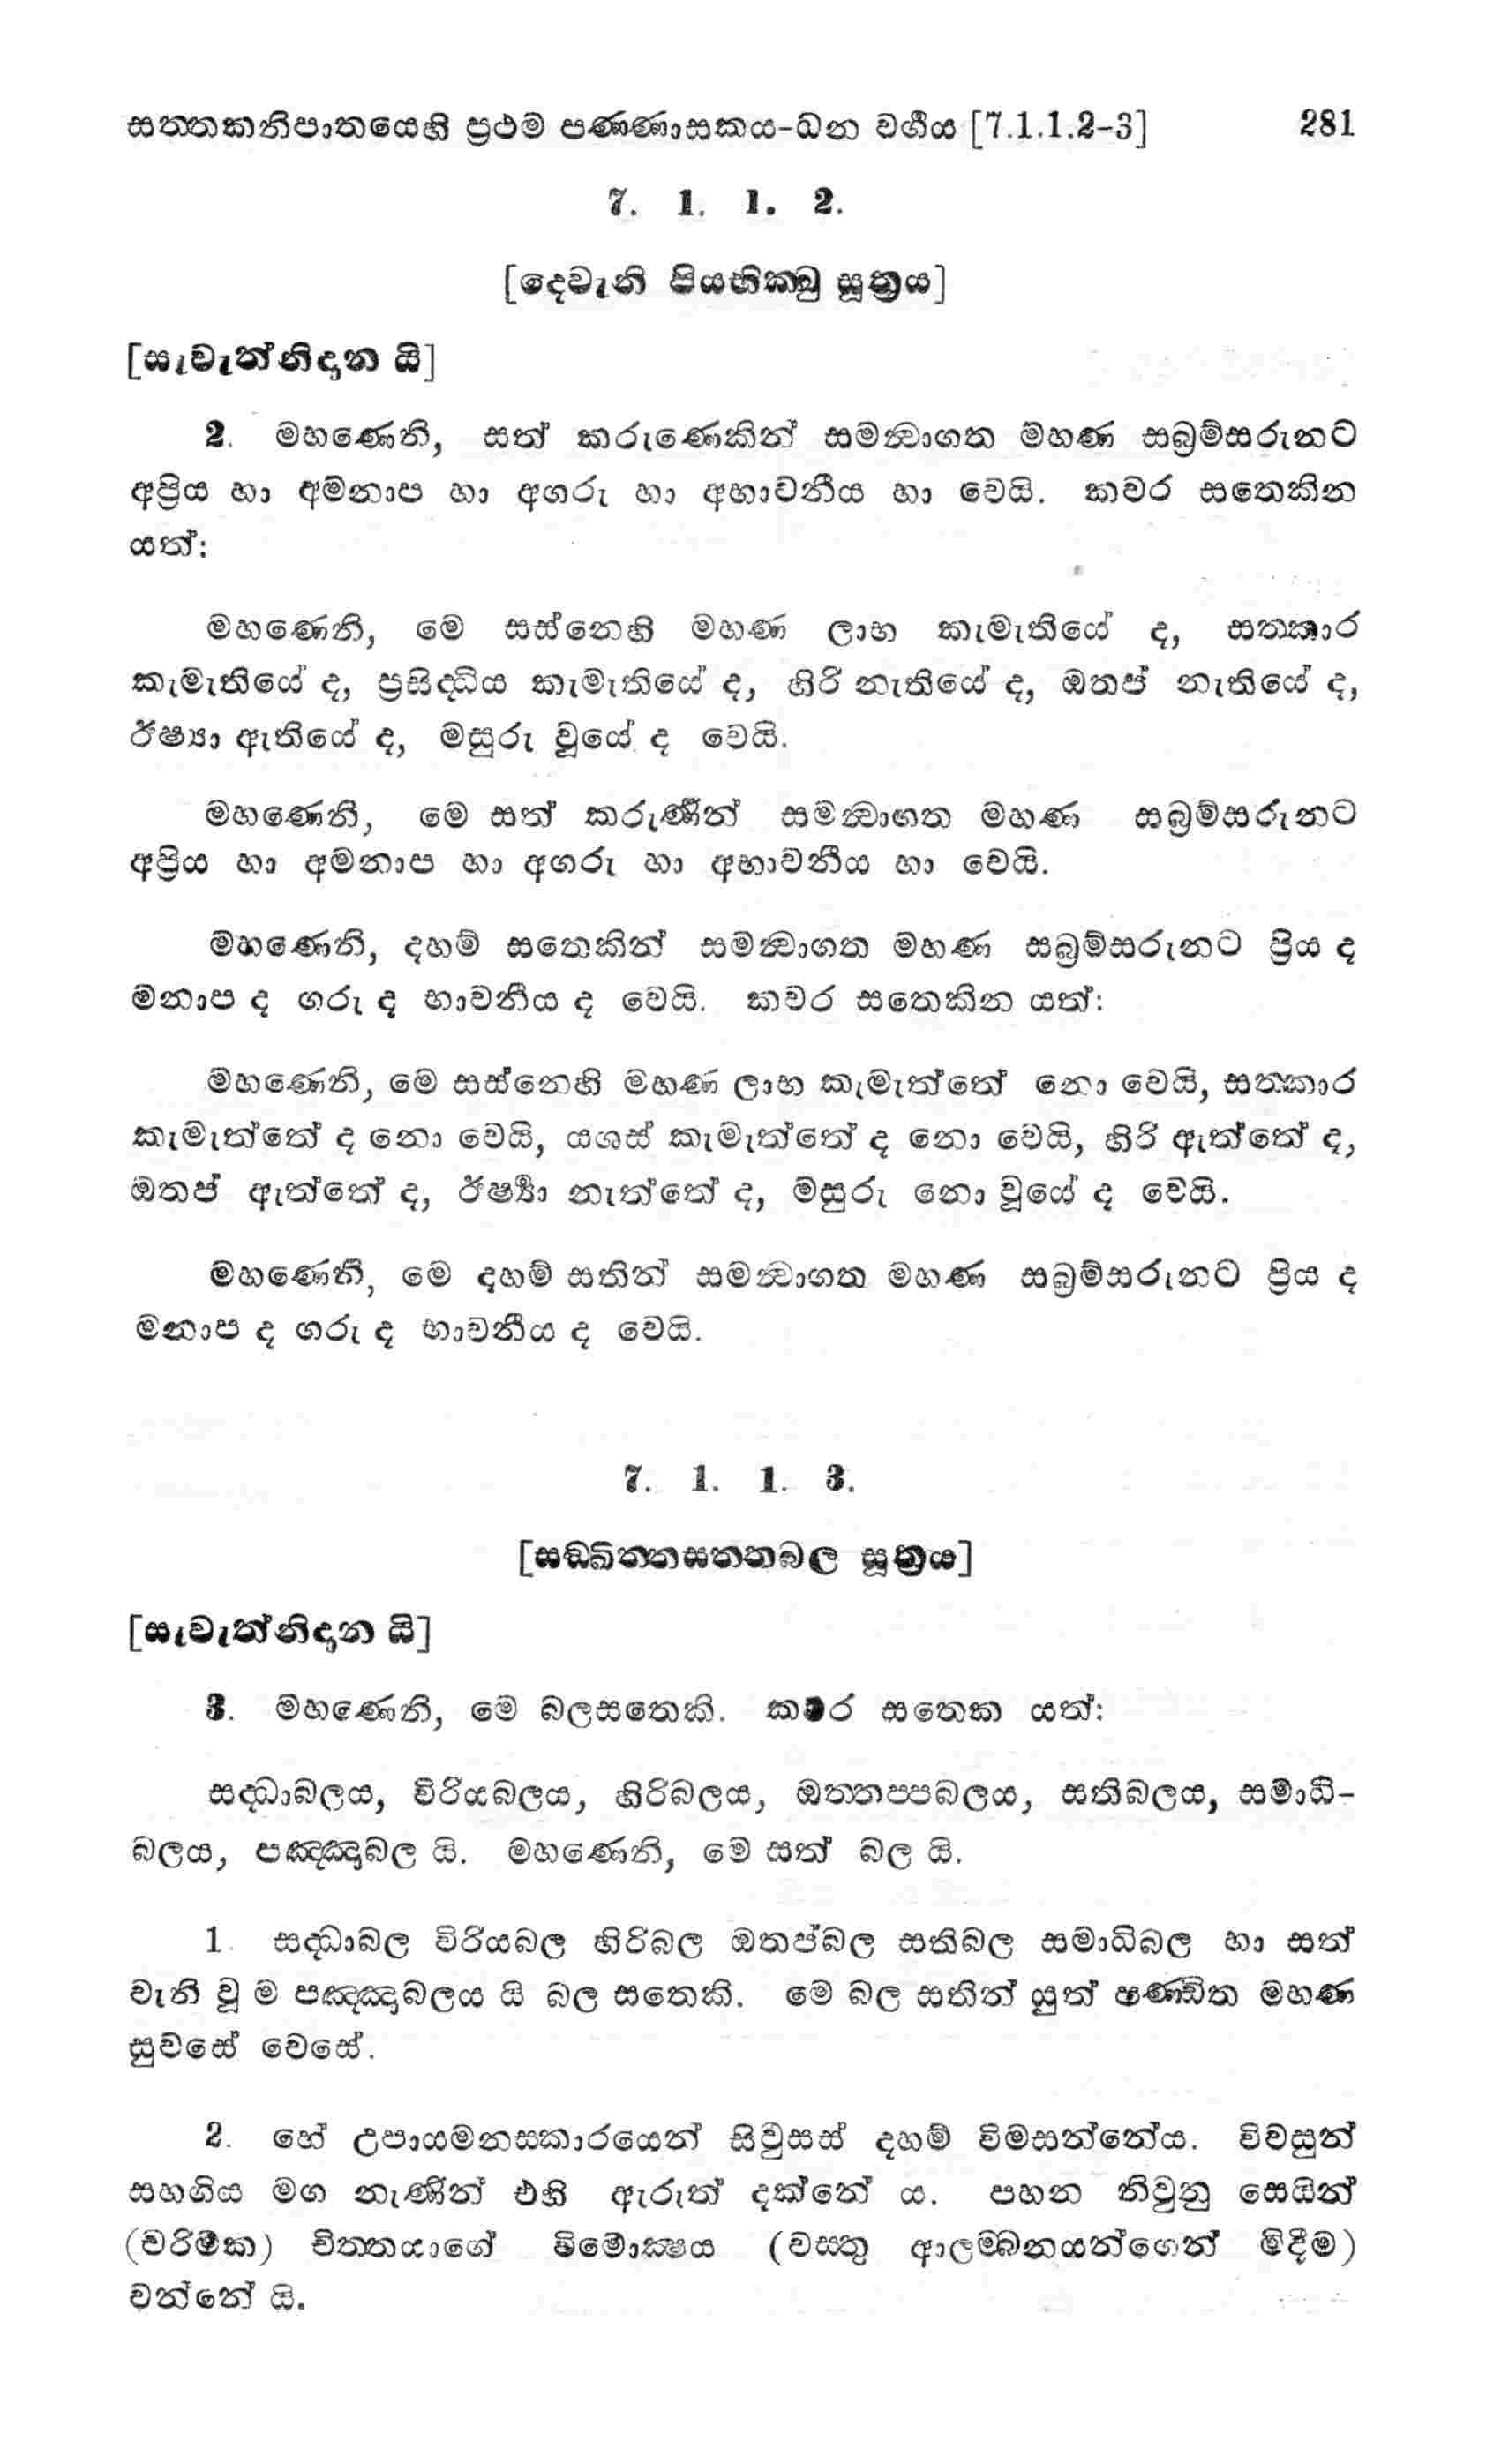 සත්තකනිපාතයෙහි ප්‍රථම පණ්ණාසකය-ධන වර්ගය [7.1.1.2-3] 281
7. 1. 1. 2.
[දෙවැනි පියභික්ඛු සූත්‍රය]
[සැවැත්නිදාන යි]
2. මහණෙනි, සත් කරුණෙකින් සමන්වාගත මහණ සබ්‍රම්සරුනට
අප්‍රිය හා අමනාප හා අගරු හා අභාවනීය හා වෙයි. කවර සතෙකින
යත්:
මහණෙනි, මෙ සස්නෙහි මහණ ලාභ කැමැතියේ ද, සත්කාර
කැමැතියේ ද, ප්‍රසිද්ධිය කැමැතියේ ද, හිරි නැතියේ ද, ඔතප් නැතියේ ද,
ඊෂ්‍යා ඇතියේ ද, මසුරු වූයේ ද වෙයි.
මහණෙනි, මෙ සත් කරුණින් සමන්වාගත මහණ සබ්‍රම්සරුනට
අප්‍රිය හා අමනාප හා අගරු හා අභාවනීය හා වෙයි.
මහණෙනි, දහම් සතෙකින් සමන්වාගත මහණ සබ්‍රම්සරුනට ප්‍රිය ද
මනාප ද ගරු ද භාවනීය ද වෙයි. කවර සතෙකින යත්:
මහණෙනි, මෙ සස්නෙහි මහණ ලාභ කැමැත්තේ නො වෙයි, සත්කාර
කැමැත්තේ ද නො වෙයි, යශස් කැමැත්තේ ද නො වෙයි, හිරි ඇත්තේ ද,
ඔතප් ඇත්තේ ද, ඊර්ෂ්‍යා නැත්තේ ද, මසුරු නො වූයේ ද වෙයි.
මහණෙනි, මෙ දහම් සතින් සමන්වාගත මහණ සබ්‍රම්සරුනට ප්‍රිය ද
මනාප ද ගරු ද භාවනීය ද වෙයි.
7. 1. 1. 3.
[සඞ්ඛිත්තසත්තබල සූත්‍රය]
[සැවැත්නිදාන යි]
3. මහණෙනි, මෙ බලසතෙකි. කවර සතෙක යත්:
සද්ධාබලය, විරියබලය, හිරිබලය, ඔත්තප්පබලය, සතිබලය, සමාධි-
බලය, පඤ්ඤාබල යි. මහණෙනි, මෙ සත් බල යි.
1. සද්ධාබල විරියබල හිරිබල ඔතප්බල සතිබල සමාධිබල හා සත්
වැනි වූ ම පඤ්ඤාබලය යි බල සතෙකි. මෙ බල සතින් යුත් පණ්ඩිත මහණ
සුවසේ වෙසේ.
2. හේ උපායමනසකාරයෙන් සිවුසස් දහම් විමසන්නේය. විවසුන්
සහගිය මග නැණින් එහි ඇරුත් දක්නේ ය. පහන නිවුනු සෙයින්
(චරිමක) චිත්තයාගේ විමොක්‍ෂය (වස්තු ආලම්බනයන්ගෙන් මිදීම)
වන්නේ යි.